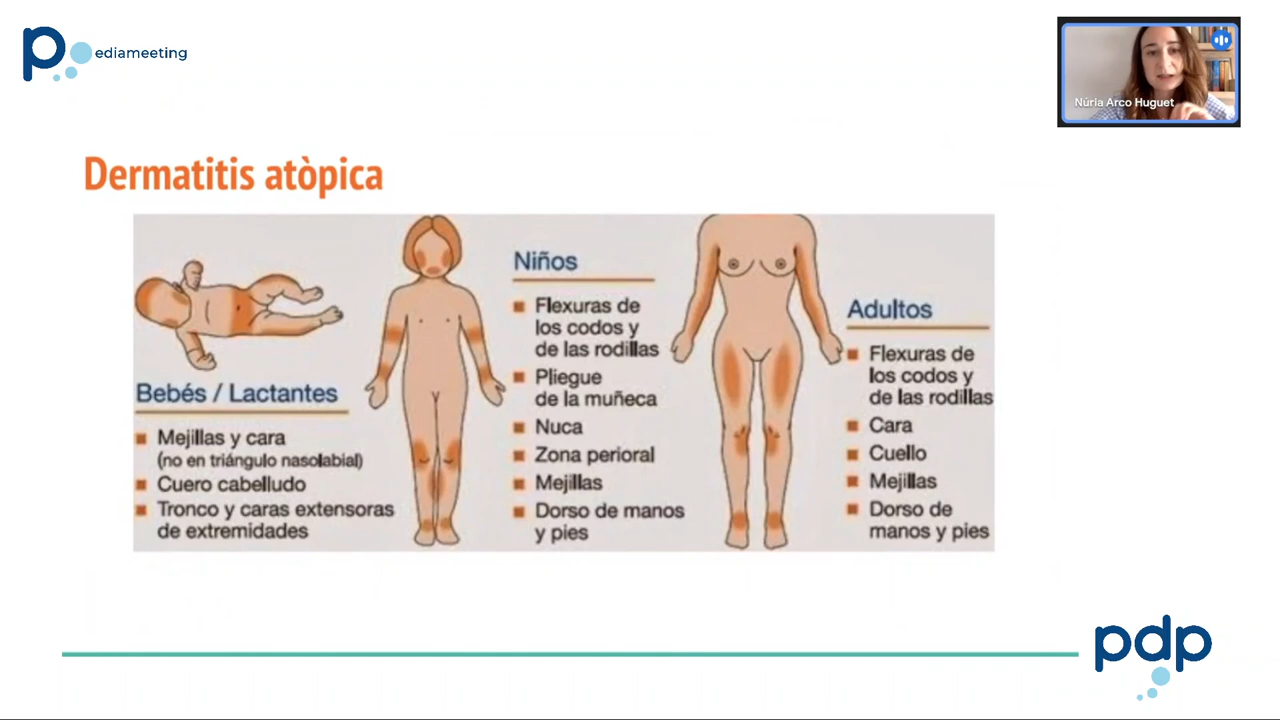 pediameeting
Núria Arco Huguet
Dermatitis atòpica
Bebés / Lactantes
Mejillas y cara
(no en triángulo nasolabial)
Cuero cabelludo
Tronco y caras extensoras
de extremidades
Niños
Flexuras de
los codos y
de las rodillas
Pliegue
de la muñeca
Nuca
Zona perioral
Mejillas
Dorso de manos
y pies
Adultos
Flexuras de
los codos y
de las rodillas
Cara
Cuello
Mejillas
Dorso de
manos y pies
pdp